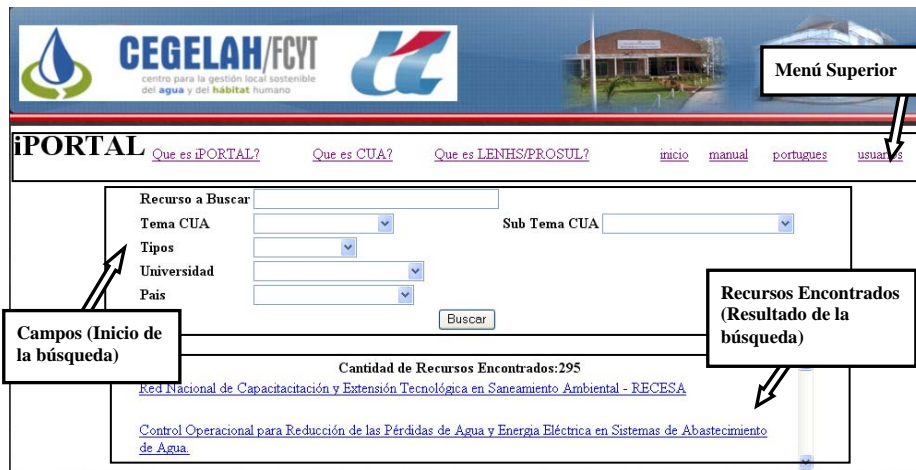 CEGELAH/FCYT
centro para la gestión local sostenible
del agua y del hábitat humano
Menú Superior
iPORTAL Que es iPORTAL? Que es CUA? Que es LENHS/PROSUL? inicio manual portugues usuarios
Recurso a Buscar
Tema CUA Sub Tema CUA
Tipos
Universidad
Pais
Buscar
Campos (Inicio de
la búsqueda)
Recursos Encontrados
(Resultado de la
búsqueda)
Cantidad de Recursos Encontrados:295
Red Nacional de Capacitacitación y Extensión Tecnológica en Saneamiento Ambiental - RECESA
Control Operacional para Reducción de las Pérdidas de Agua y Energia Eléctrica en Sistemas de Abastecimiento
de Agua.